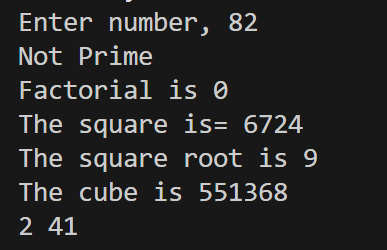 Enter number, 82
Not Prime
Factorial is 0
The square is= 6724
The square root is 9
The cube is 551368
2 41